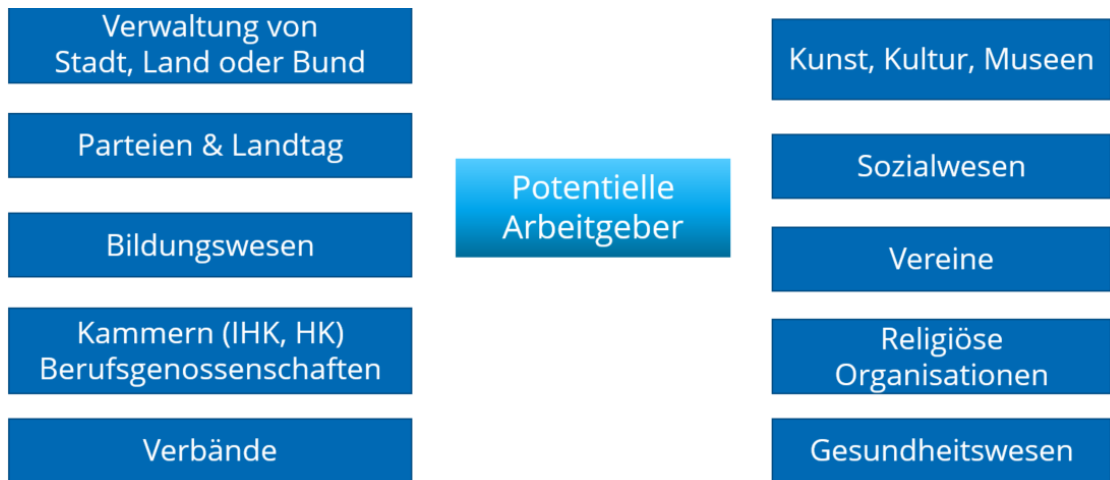 Verwaltung von
Stadt, Land oder Bund
Parteien & Landtag
Bildungswesen
Kammern (IHK, HK)
Berufsgenossenschaften
Verbände
Potentielle
Arbeitgeber
Kunst, Kultur, Museen
Sozialwesen
Vereine
Religiöse
Organisationen
Gesundheitswesen